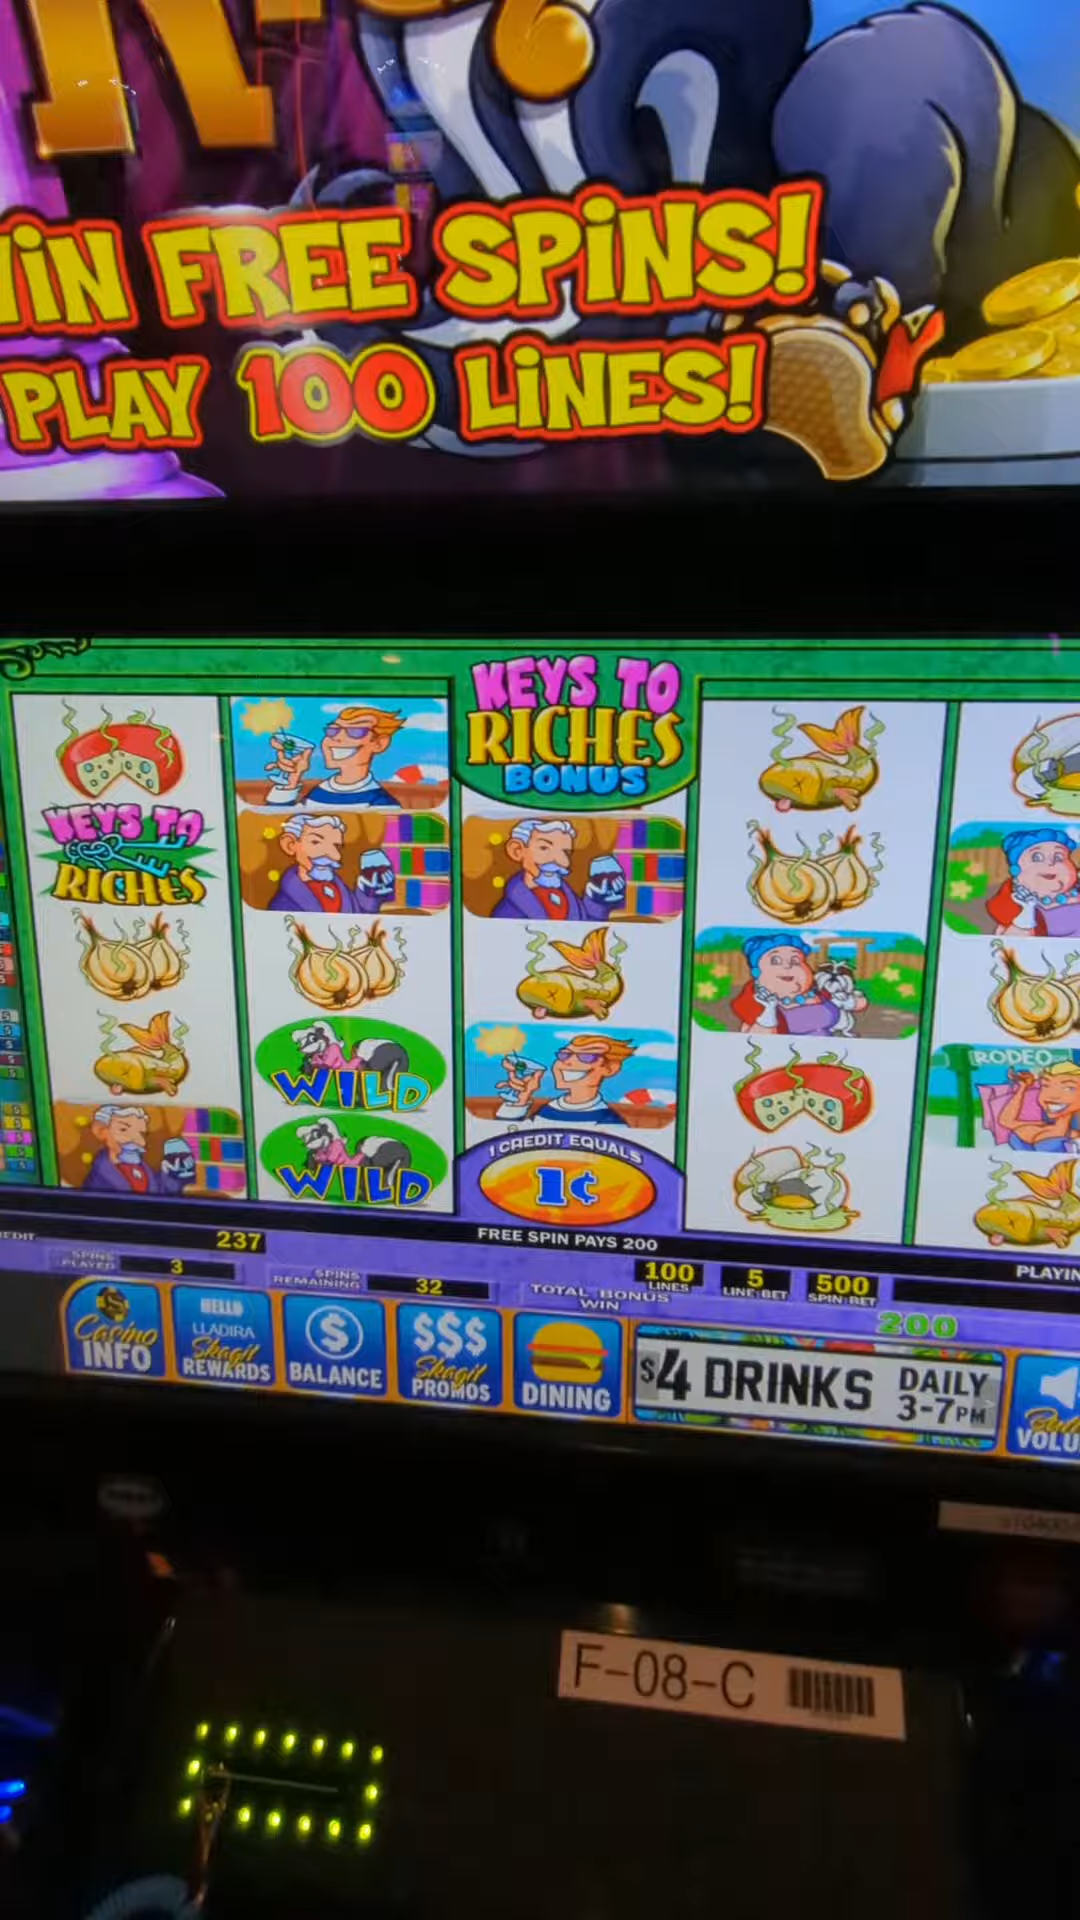 WIN FREE SPINS!
PLAY 100 LINES!
KEYS TO
RICHES
BONUS
KEYS TO
RICHES
WILD
WILD
RODEO
1 CREDIT EQUALS
1¢
237
FREE SPIN PAYS 200
SPINS PLAYED 3
SPINS REMAINING 32
TOTAL BONUS WIN
100 LINES
5 LINE BET
500 SPIN BET
200
Casino INFO
HELLO
LLADIRA
Skagit
REWARDS
BALANCE
$$$
Skagit
PROMOS
DINING
$4 DRINKS DAILY 3-7PM
F-08-C